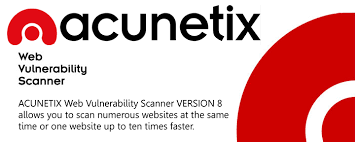 acunetix
Web
Vulnerability
Scanner
ACUNETIX Web Vulnerability Scanner VERSION 8
allows you to scan numerous websites at the same
time or one website up to ten times faster.